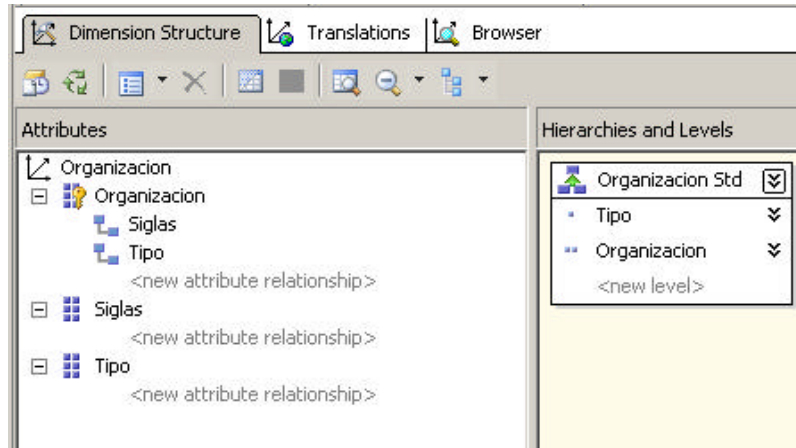 Dimension Structure Translations Browser
Attributes
Organizacion
Organizacion
Siglas
Tipo
<new attribute relationship>
Siglas
<new attribute relationship>
Tipo
<new attribute relationship>
Hierarchies and Levels
Organizacion Std
Tipo
Organizacion
<new level>